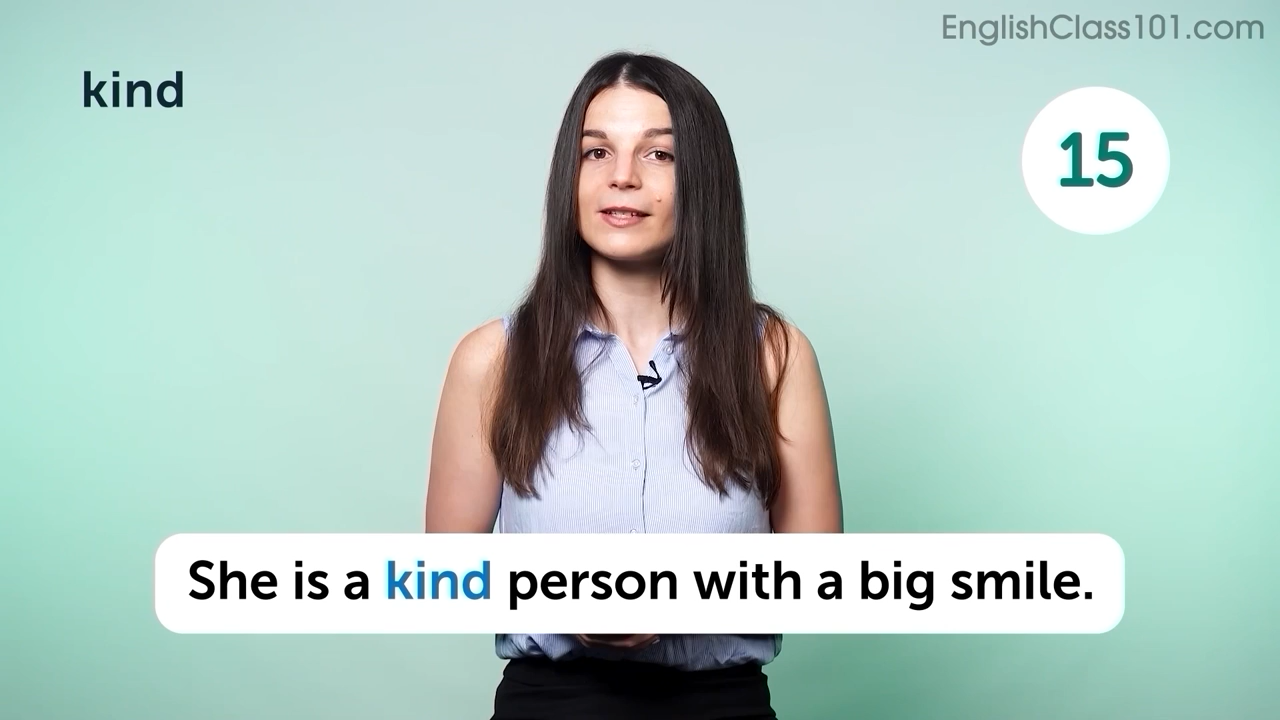 EnglishClass101.com
kind
15
She is a kind person with a big smile.